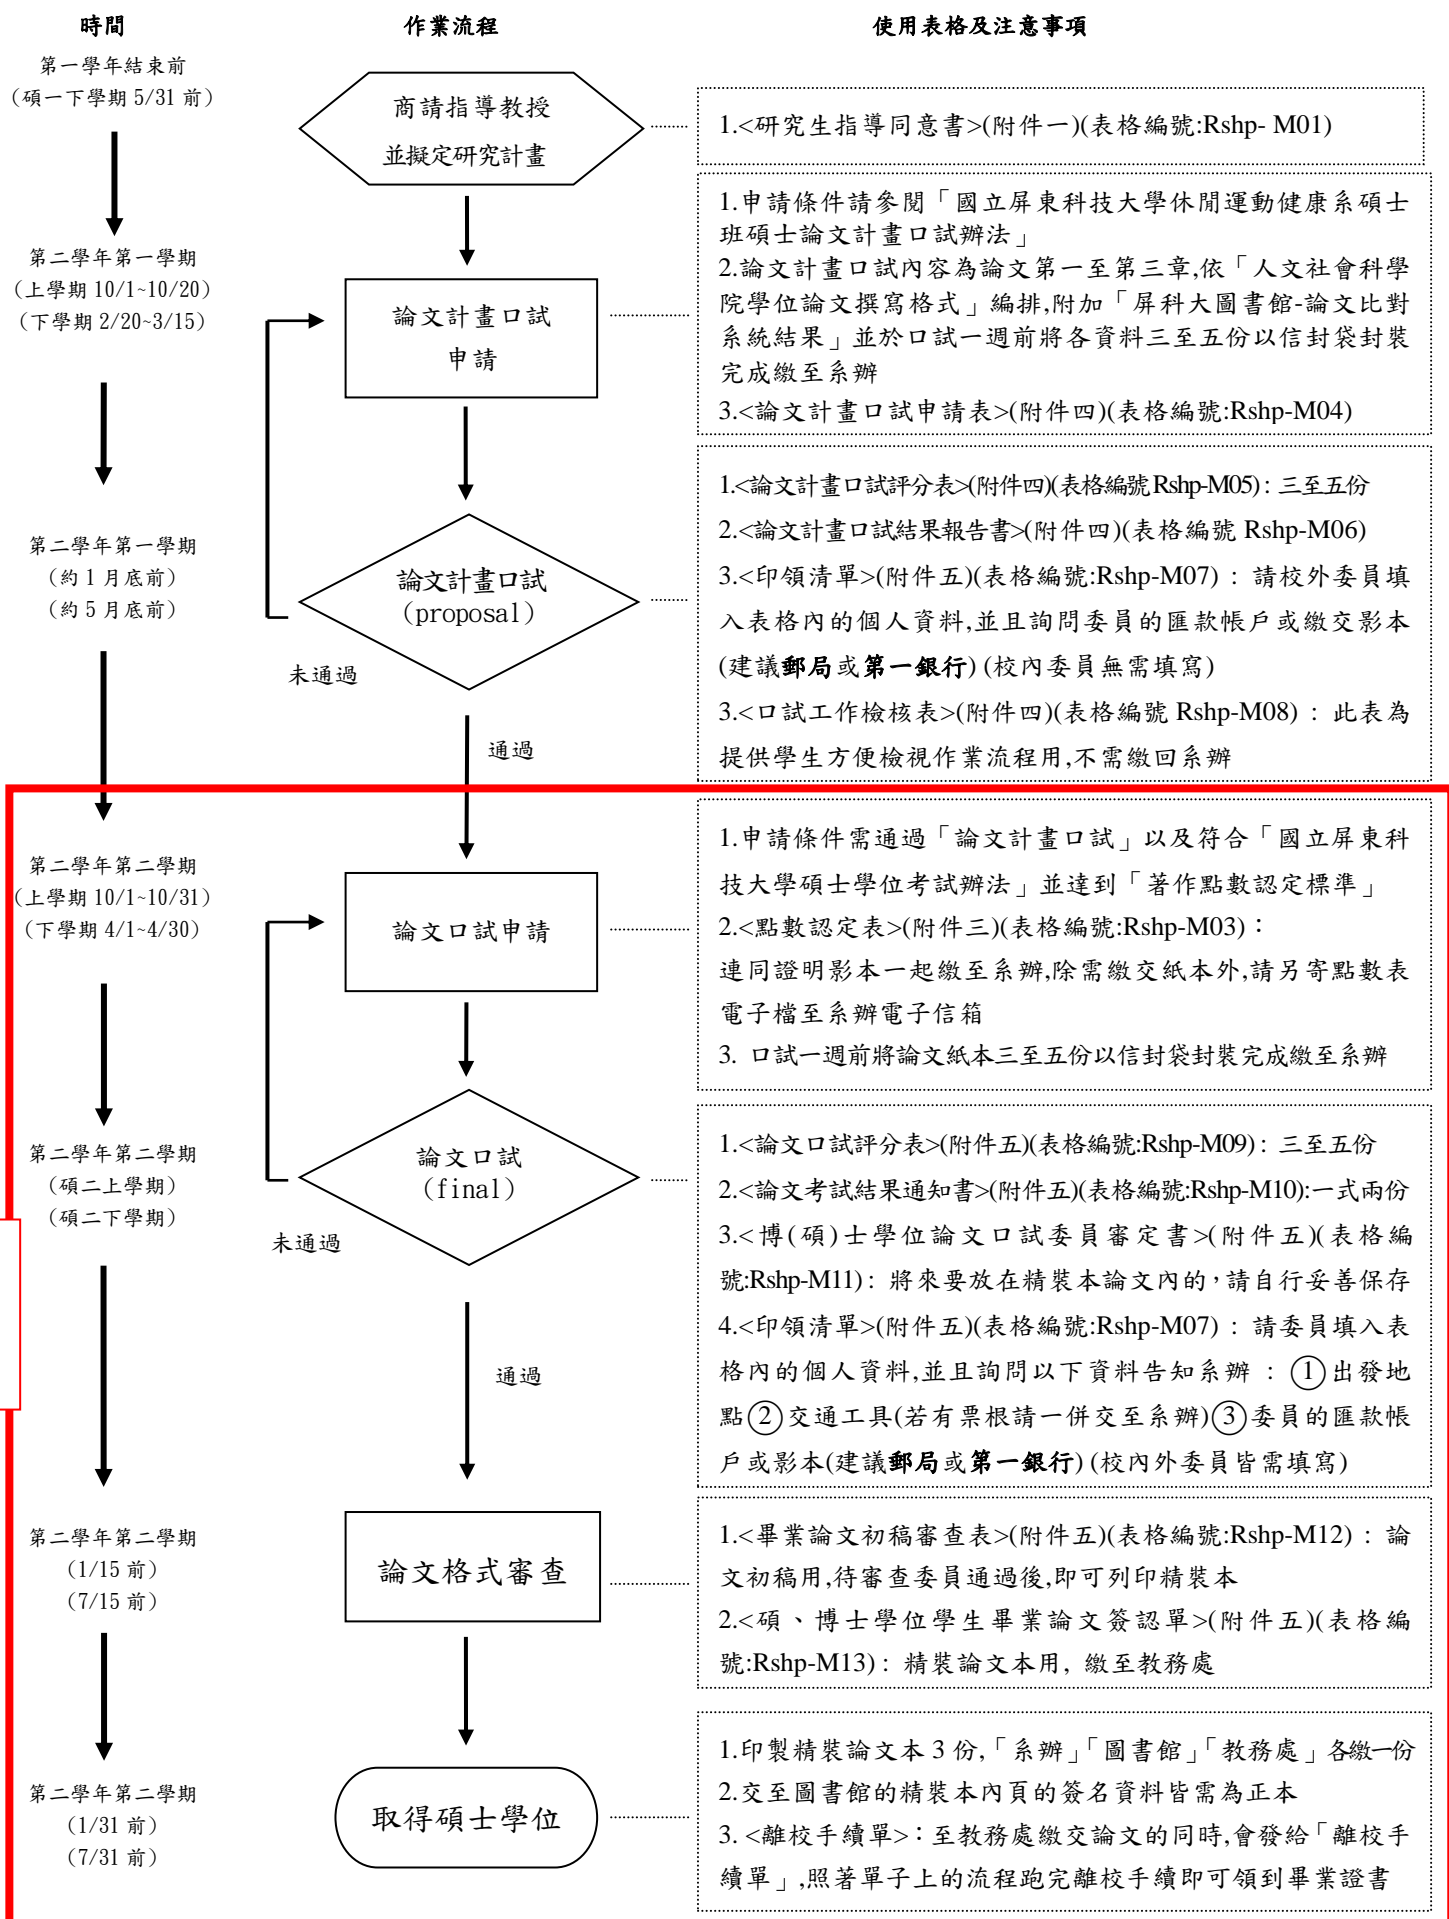 時間 作業流程 使用表格及注意事項
第一學年結束前
(碩一下學期 5/31 前)
商請指導教授
並擬定研究計畫
1.<研究生指導同意書>(附件一)(表格編號:Rshp- M01)
第二學年第一學期
(上學期 10/1~10/20)
(下學期 2/20~3/15)
論文計畫口試
申請
1.申請條件請參閱「國立屏東科技大學休閒運動健康系碩士
班碩士論文計畫口試辦法」
2.論文計畫口試內容為論文第一至第三章,依「人文社會科學
院學位論文撰寫格式」編排,附加「屏科大圖書館-論文比對
系統結果」並於口試一週前將各資料三至五份以信封袋封裝
完成繳至系辦
3.<論文計畫口試申請表>(附件四)(表格編號:Rshp-M04)
第二學年第一學期
(約 1 月底前)
(約 5 月底前)
論文計畫口試
(proposal)
未通過
通過
1.<論文計畫口試評分表>(附件四)(表格編號 Rshp-M05)：三至五份
2.<論文計畫口試結果報告書>(附件四)(表格編號 Rshp-M06)
3.<印領清單>(附件五)(表格編號:Rshp-M07)：請校外委員填
入表格內的個人資料,並且詢問委員的匯款帳戶或繳交影本
(建議郵局或第一銀行) (校內委員無需填寫)
3.<口試工作檢核表>(附件四)(表格編號 Rshp-M08)：此表為
提供學生方便檢視作業流程用,不需繳回系辦
第二學年第二學期
(上學期 10/1~10/31)
(下學期 4/1~4/30)
論文口試申請
1.申請條件需通過「論文計畫口試」以及符合「國立屏東科
技大學碩士學位考試辦法」並達到「著作點數認定標準」
2.<點數認定表>(附件三)(表格編號:Rshp-M03)：
連同證明影本一起繳至系辦,除需繳交紙本外,請另寄點數表
電子檔至系辦電子信箱
3. 口試一週前將論文紙本三至五份以信封袋封裝完成繳至系辦
第二學年第二學期
(碩二上學期)
(碩二下學期)
論文口試
(final)
未通過
通過
1.<論文口試評分表>(附件五)(表格編號:Rshp-M09)：三至五份
2.<論文考試結果通知書>(附件五)(表格編號:Rshp-M10):一式兩份
3.<博(碩)士學位論文口試委員審定書>(附件五)(表格編
號:Rshp-M11)：將來要放在精裝本論文內的，請自行妥善保存
4.<印領清單>(附件五)(表格編號:Rshp-M07)：請委員填入表
格內的個人資料,並且詢問以下資料告知系辦：①出發地
點②交通工具(若有票根請一併交至系辦)③委員的匯款帳
戶或影本(建議郵局或第一銀行) (校內外委員皆需填寫)
第二學年第二學期
(1/15 前)
(7/15 前)
論文格式審查
1.<畢業論文初稿審查表>(附件五)(表格編號:Rshp-M12)：論
文初稿用,待審查委員通過後,即可列印精裝本
2.<碩、博士學位學生畢業論文簽認單>(附件五)(表格編
號:Rshp-M13)：精裝論文本用, 繳至教務處
第二學年第二學期
(1/31 前)
(7/31 前)
取得碩士學位
1.印製精裝論文本 3 份,「系辦」「圖書館」「教務處」各繳一份
2.交至圖書館的精裝本內頁的簽名資料皆需為正本
3. <離校手續單>：至教務處繳交論文的同時,會發給「離校手
續單」,照著單子上的流程跑完離校手續即可領到畢業證書